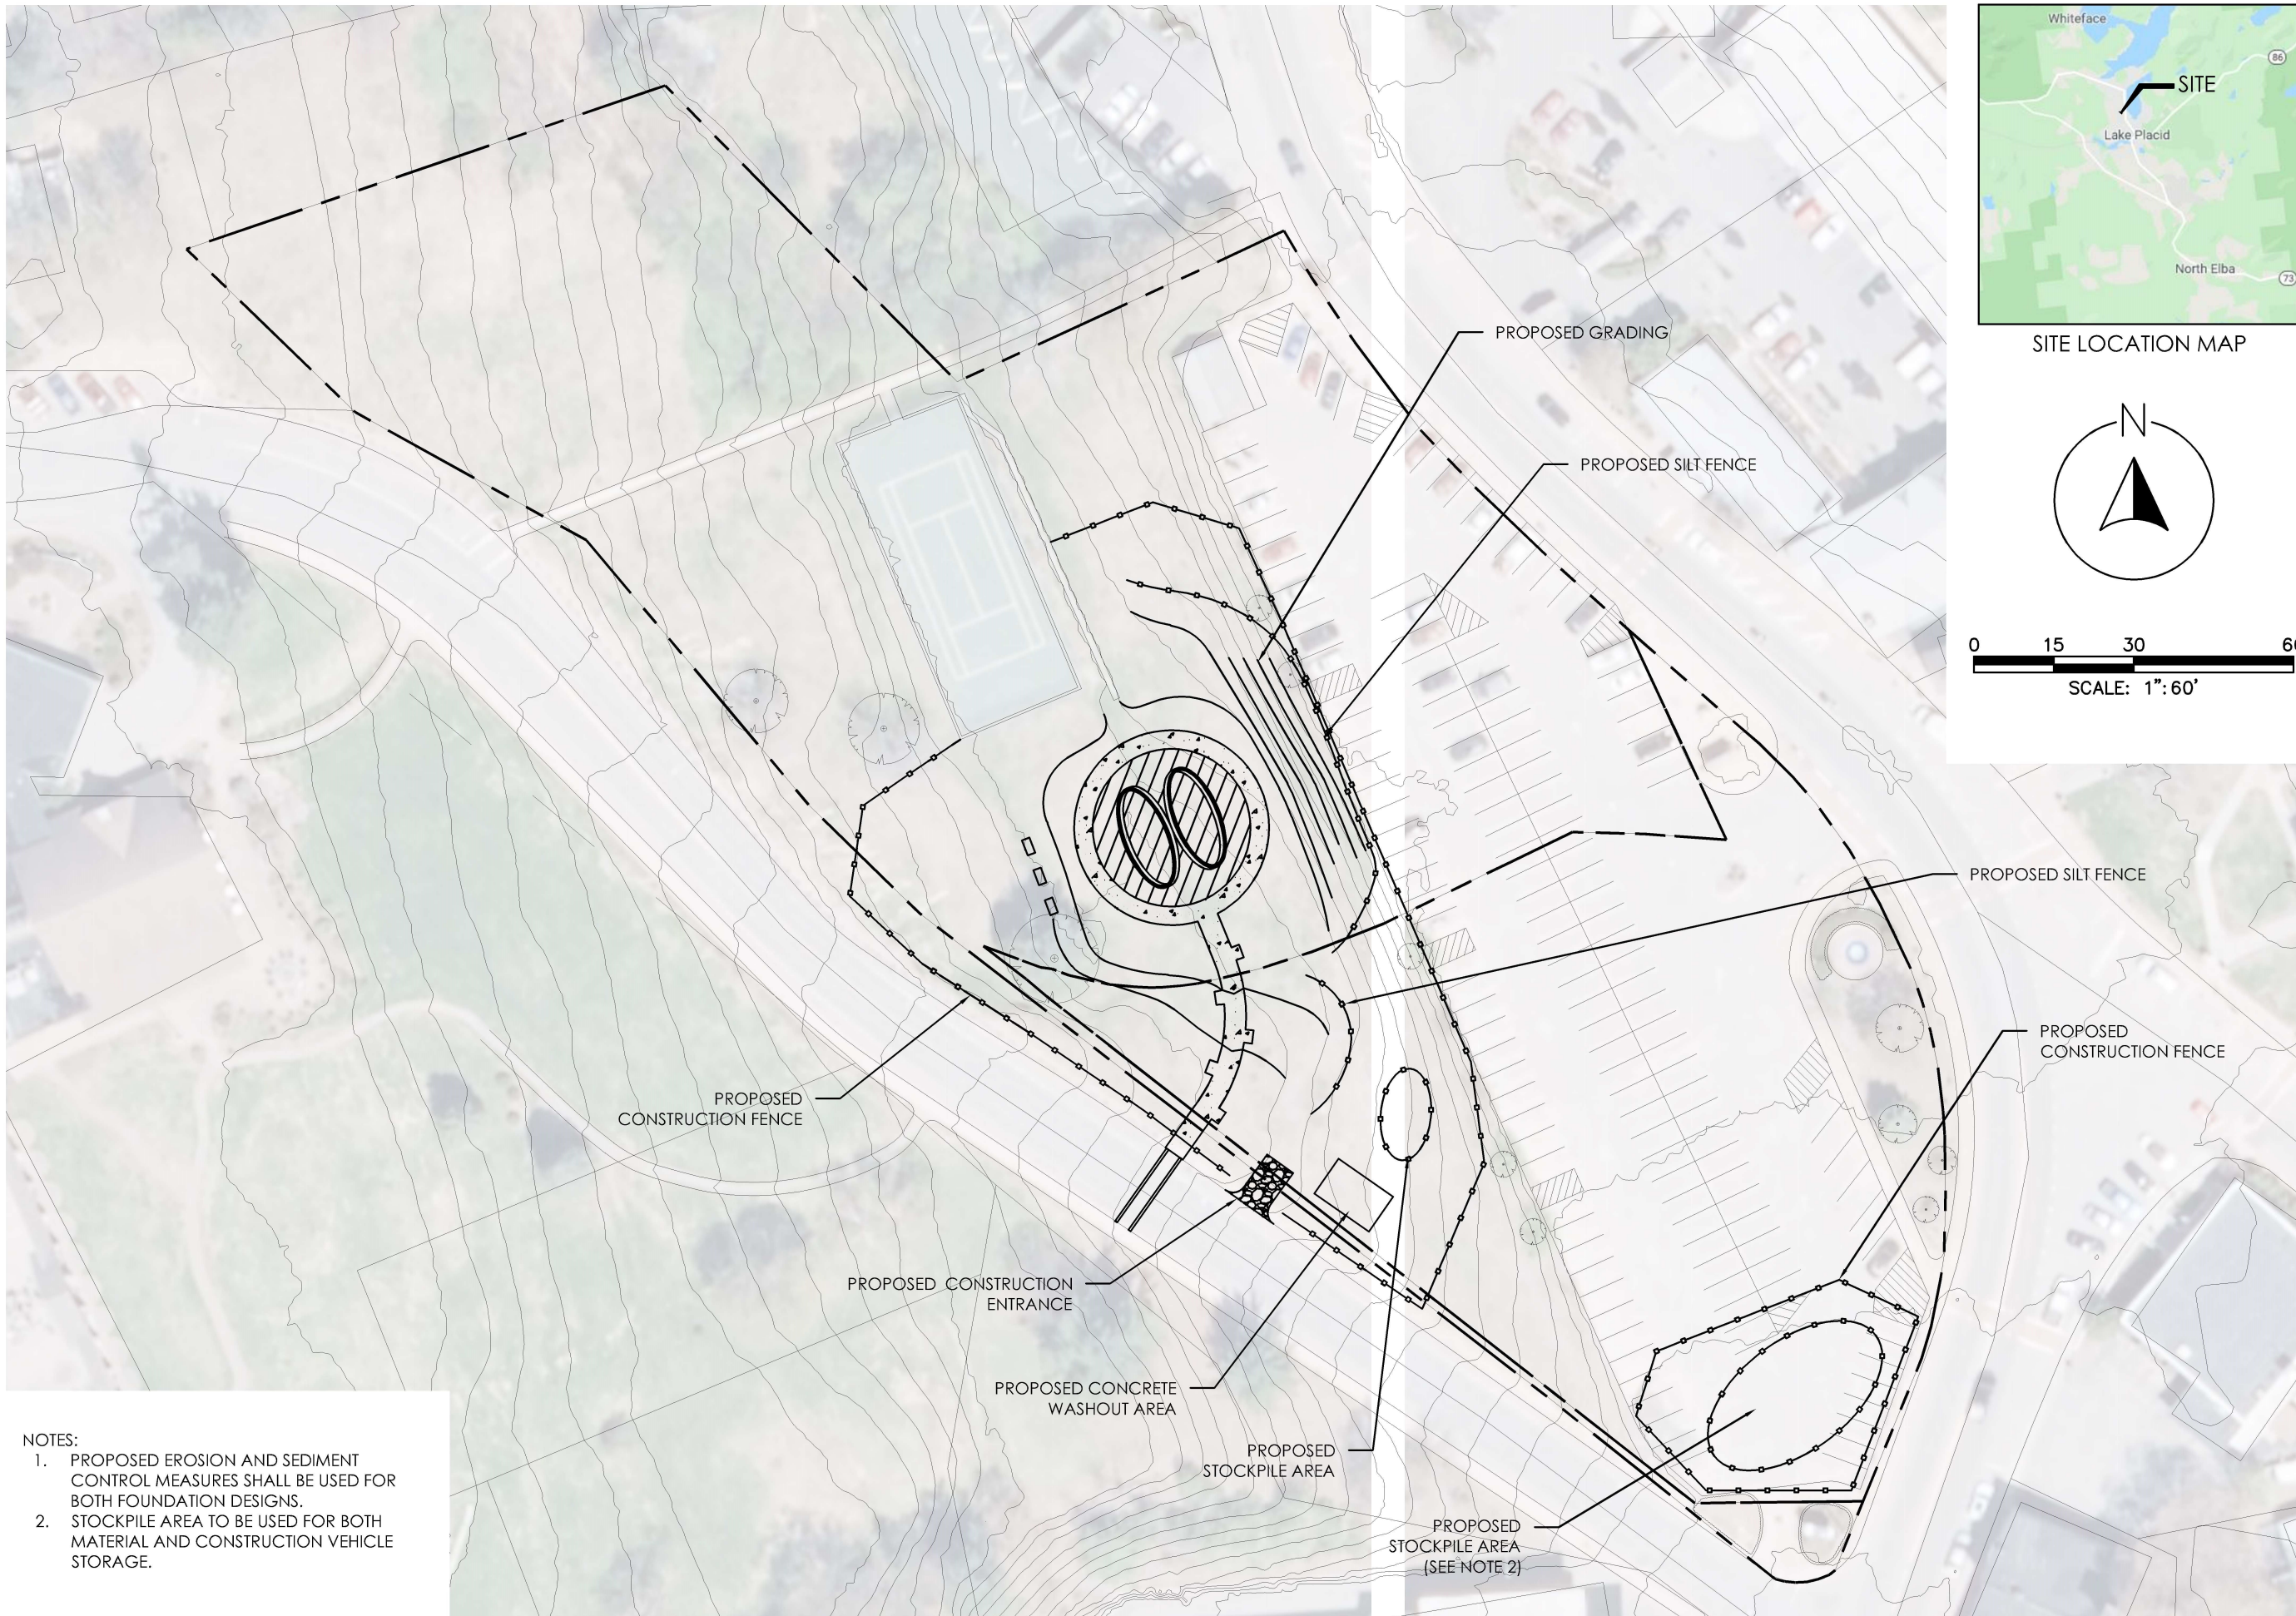 Whiteface
86
SITE
Lake Placid
North Elba
73
SITE LOCATION MAP
N
0 15 30
SCALE: 1":60'
PROPOSED GRADING
PROPOSED SILT FENCE
PROPOSED SILT FENCE
PROPOSED
CONSTRUCTION FENCE
PROPOSED
CONSTRUCTION FENCE
PROPOSED CONSTRUCTION
ENTRANCE
PROPOSED CONCRETE
WASHOUT AREA
PROPOSED
STOCKPILE AREA
PROPOSED
STOCKPILE AREA
(SEE NOTE 2)
NOTES:
1. PROPOSED EROSION AND SEDIMENT
CONTROL MEASURES SHALL BE USED FOR
BOTH FOUNDATION DESIGNS.
2. STOCKPILE AREA TO BE USED FOR BOTH
MATERIAL AND CONSTRUCTION VEHICLE
STORAGE.